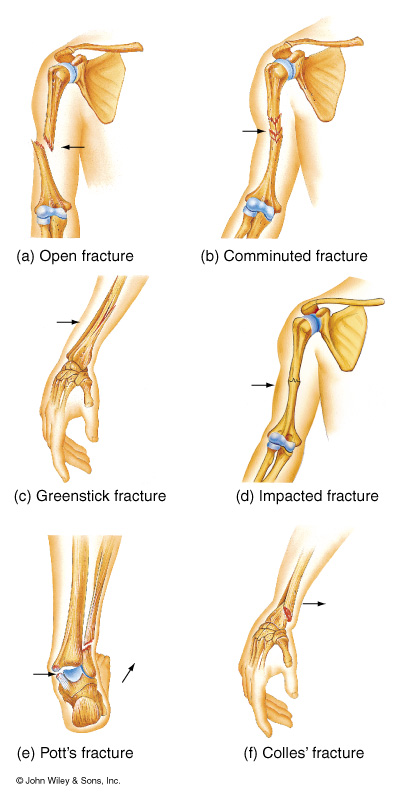 (a) Open fracture
(b) Comminuted fracture
(c) Greenstick fracture
(d) Impacted fracture
(e) Pott's fracture
(f) Colles' fracture
© John Wiley & Sons, Inc.